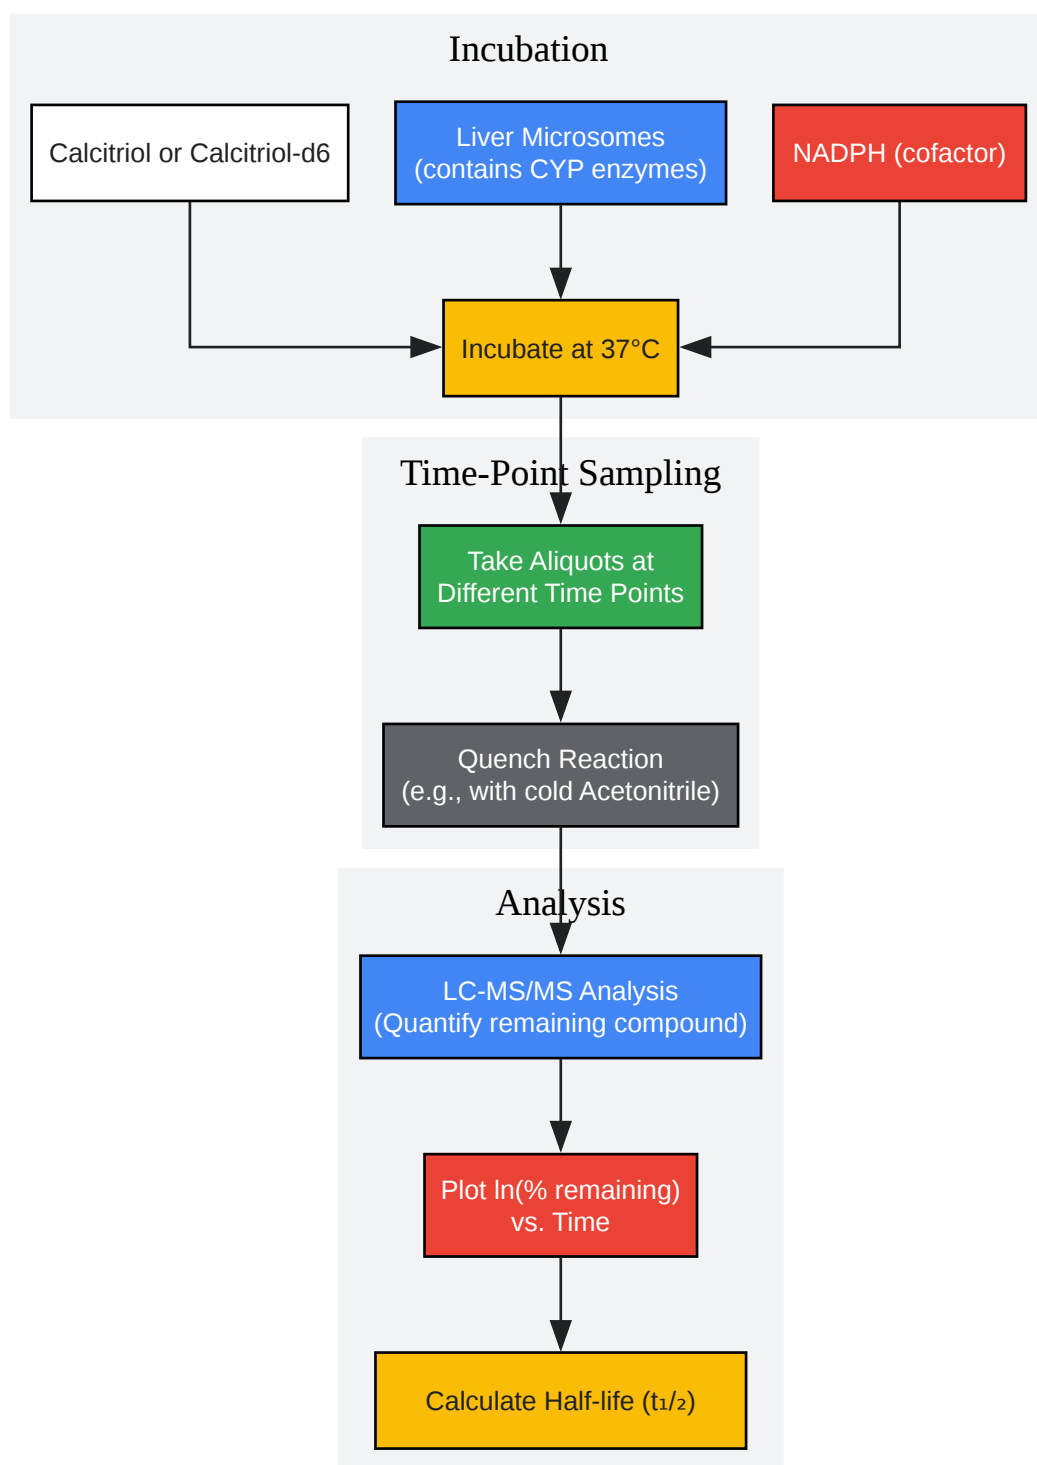 Incubation
Calcitriol or Calcitriol-d6
Liver Microsomes
(contains CYP enzymes)
NADPH (cofactor)
Incubate at 37°C
Time-Point Sampling
Take Aliquots at
Different Time Points
Quench Reaction
(e.g., with cold Acetonitrile)
Analysis
LC-MS/MS Analysis
(Quantify remaining compound)
Plot ln(% remaining)
vs. Time
Calculate Half-life (t₁/₂)